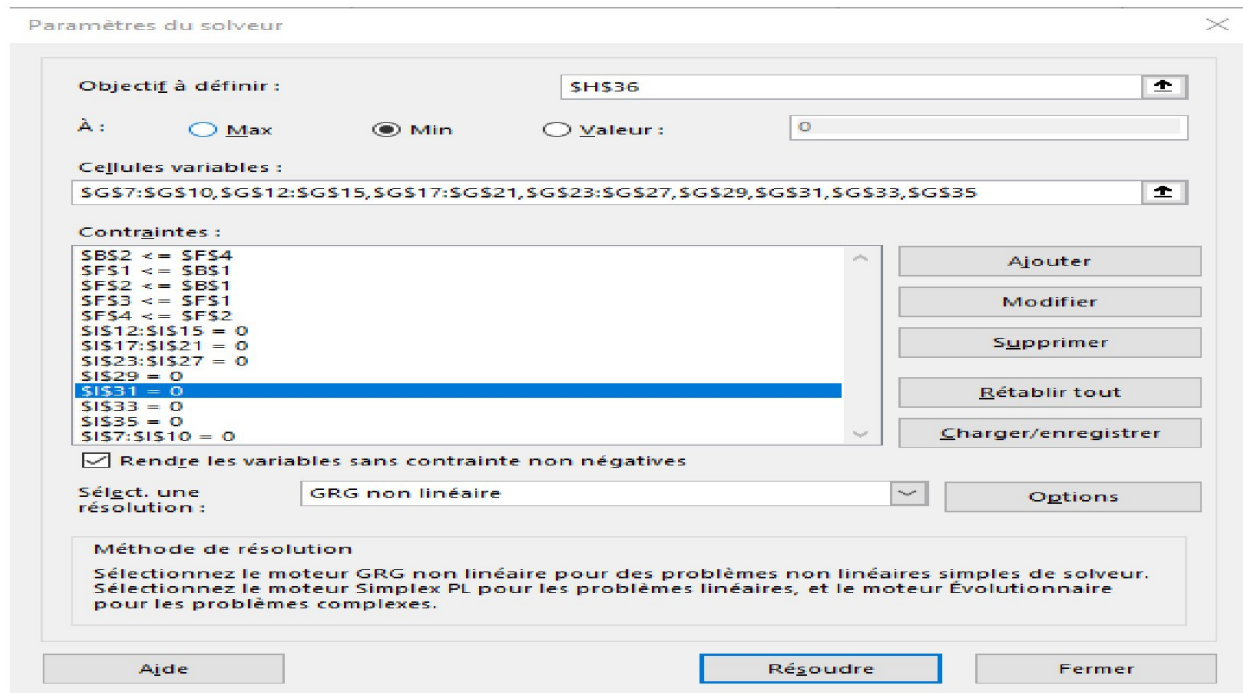 Paramètres du solveur
Objectif à définir :
$H$36
À :
Max
Min
Valeur :
0
Cellules variables :
$G$7:$G$10,$G$12:$G$15,$G$17:$G$21,$G$23:$G$27,$G$29,$G$31,$G$33,$G$35
Contraintes :
$B$2 <= $F$4
$F$1 <= $B$1
$F$2 <= $B$1
$F$3 <= $F$1
$F$4 <= $F$2
$I$12:$I$15 = 0
$I$17:$I$21 = 0
$I$23:$I$27 = 0
$I$29 = 0
$I$31 = 0
$I$33 = 0
$I$35 = 0
$I$7:$I$10 = 0
Ajouter
Modifier
Supprimer
Rétablir tout
Charger/enregistrer
Rendre les variables sans contrainte non négatives
Sélect. une
résolution :
GRG non linéaire
Options
Méthode de résolution
Sélectionnez le moteur GRG non linéaire pour des problèmes non linéaires simples de solveur.
Sélectionnez le moteur Simplex PL pour les problèmes linéaires, et le moteur Évolutionnaire
pour les problèmes complexes.
Aide
Résoudre
Fermer